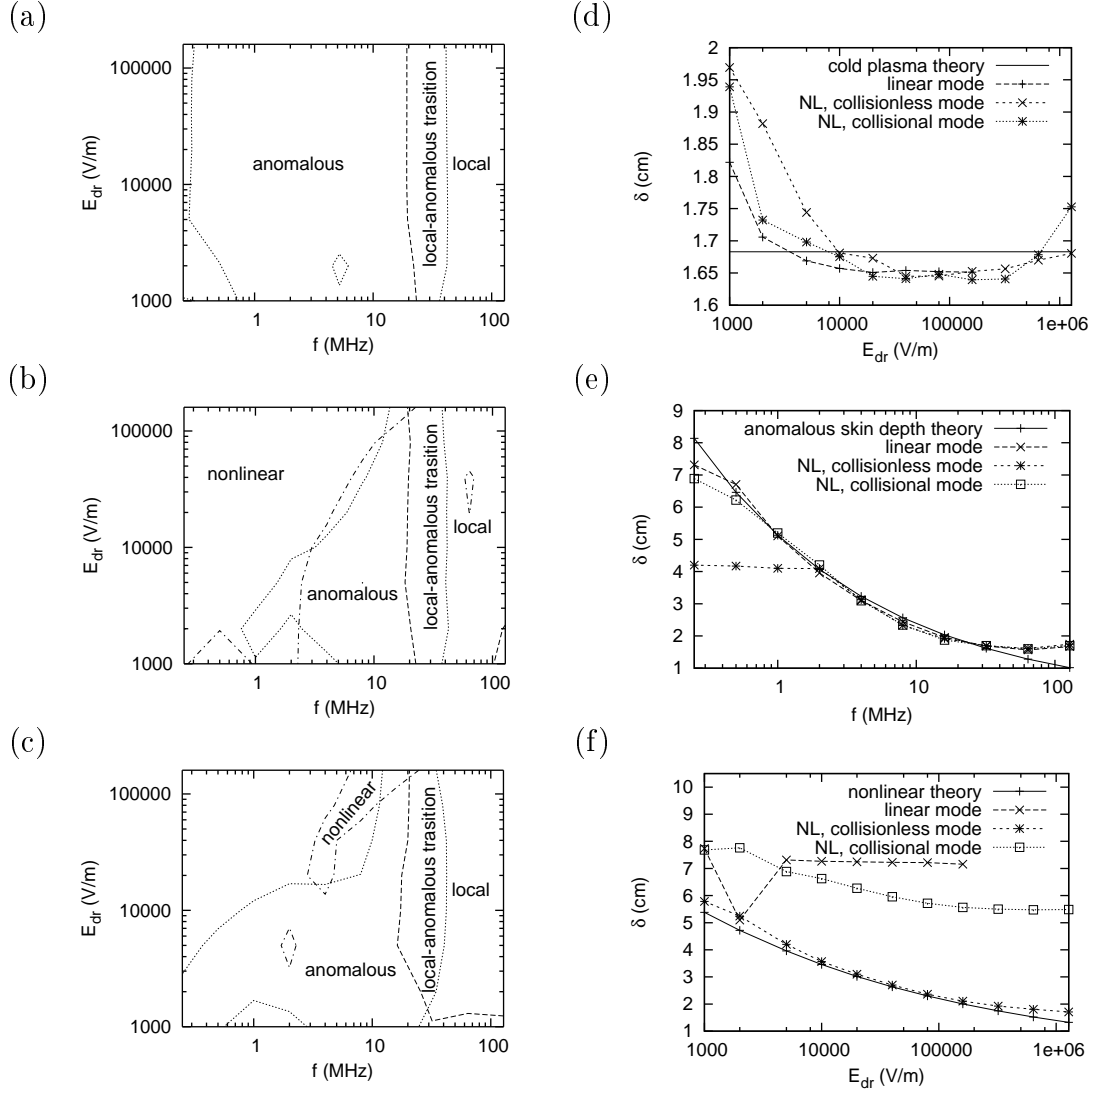 (a)
100000
10000
1000
E_dr (V/m)
anomalous
local-anomalous trasition
local
1
10
100
f (MHz)
(d)
2
1.95
1.9
1.85
1.8
1.75
1.7
1.65
1.6
δ (cm)
cold plasma theory
linear mode
NL, collisionless mode
NL, collisional mode
1000
10000
100000
1e+06
E_dr (V/m)
(b)
100000
10000
1000
E_dr (V/m)
nonlinear
anomalous
local-anomalous trasition
local
1
10
100
f (MHz)
(e)
9
8
7
6
5
4
3
2
1
δ (cm)
anomalous skin depth theory
linear mode
NL, collisionless mode
NL, collisional mode
1
10
100
f (MHz)
(c)
100000
10000
1000
E_dr (V/m)
nonlinear
anomalous
local-anomalous trasition
local
1
10
100
f (MHz)
(f)
10
9
8
7
6
5
4
3
2
1
δ (cm)
nonlinear theory
linear mode
NL, collisionless mode
NL, collisional mode
1000
10000
100000
1e+06
E_dr (V/m)